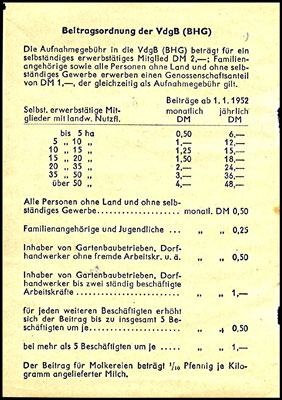 Beitragsordnung der VdgB (BHG)
Die Aufnahmegebühr in die VdgB (BHG) beträgt für ein
selbständiges erwerbstätiges Mitglied DM 2,—; Familien-
angehörige sowie alle Personen ohne Land und ohne selb-
ständiges Gewerbe erwerben einen Genossenschaftsanteil
von DM 1,—, der gleichzeitig als Aufnahmegebühr gilt.
Beiträge ab 1. 1. 1952
Selbst. erwerbstätige Mit- monatlich jährlich
glieder mit landw. Nutzfl. DM DM
bis 5 ha 0,50 6,—
5 „ 10 „ 1,— 12,—
10 „ 15 „ 1,25 15,—
15 „ 20 „ 1,50 18,—
20 „ 35 „ 2,— 24,—
35 „ 50 „ 3,— 36,—
über 50 „ 4,— 48,—
Alle Personen ohne Land und ohne selb-
ständiges Gewerbe............ monatl. DM 0,50
Familienangehörige und Jugendliche ... „ „ 0,25
Inhaber von Gartenbaubetrieben, Dorf-
handwerker ohne fremde Arbeitskr. u. ä. „ „ 0,50
Inhaber von Gartenbaubetrieben, Dorf-
handwerker bis zwei ständig beschäftigte
Arbeitskräfte .................... „ „ 1,—
für jeden weiteren Beschäftigten erhöht
sich der Beitrag bis zu insgesamt 5 Be-
schäftigten um je................ „ „ 0,50
bei mehr als 5 Beschäftigten um je ..... „ „ 1,—
Der Beitrag für Molkereien beträgt 1/10 Pfennig je Kilo-
gramm angelieferter Milch.